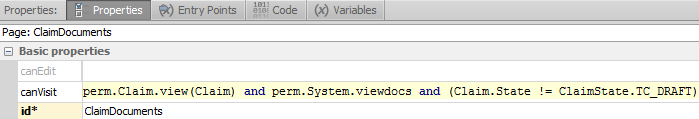 Properties: Properties Entry Points Code Variables
Page: ClaimDocuments
Basic properties
canEdit
canVisit perm.Claim.view(Claim) and perm.System.viewdocs and (Claim.State != ClaimState.TC_DRAFT)
id* ClaimDocuments